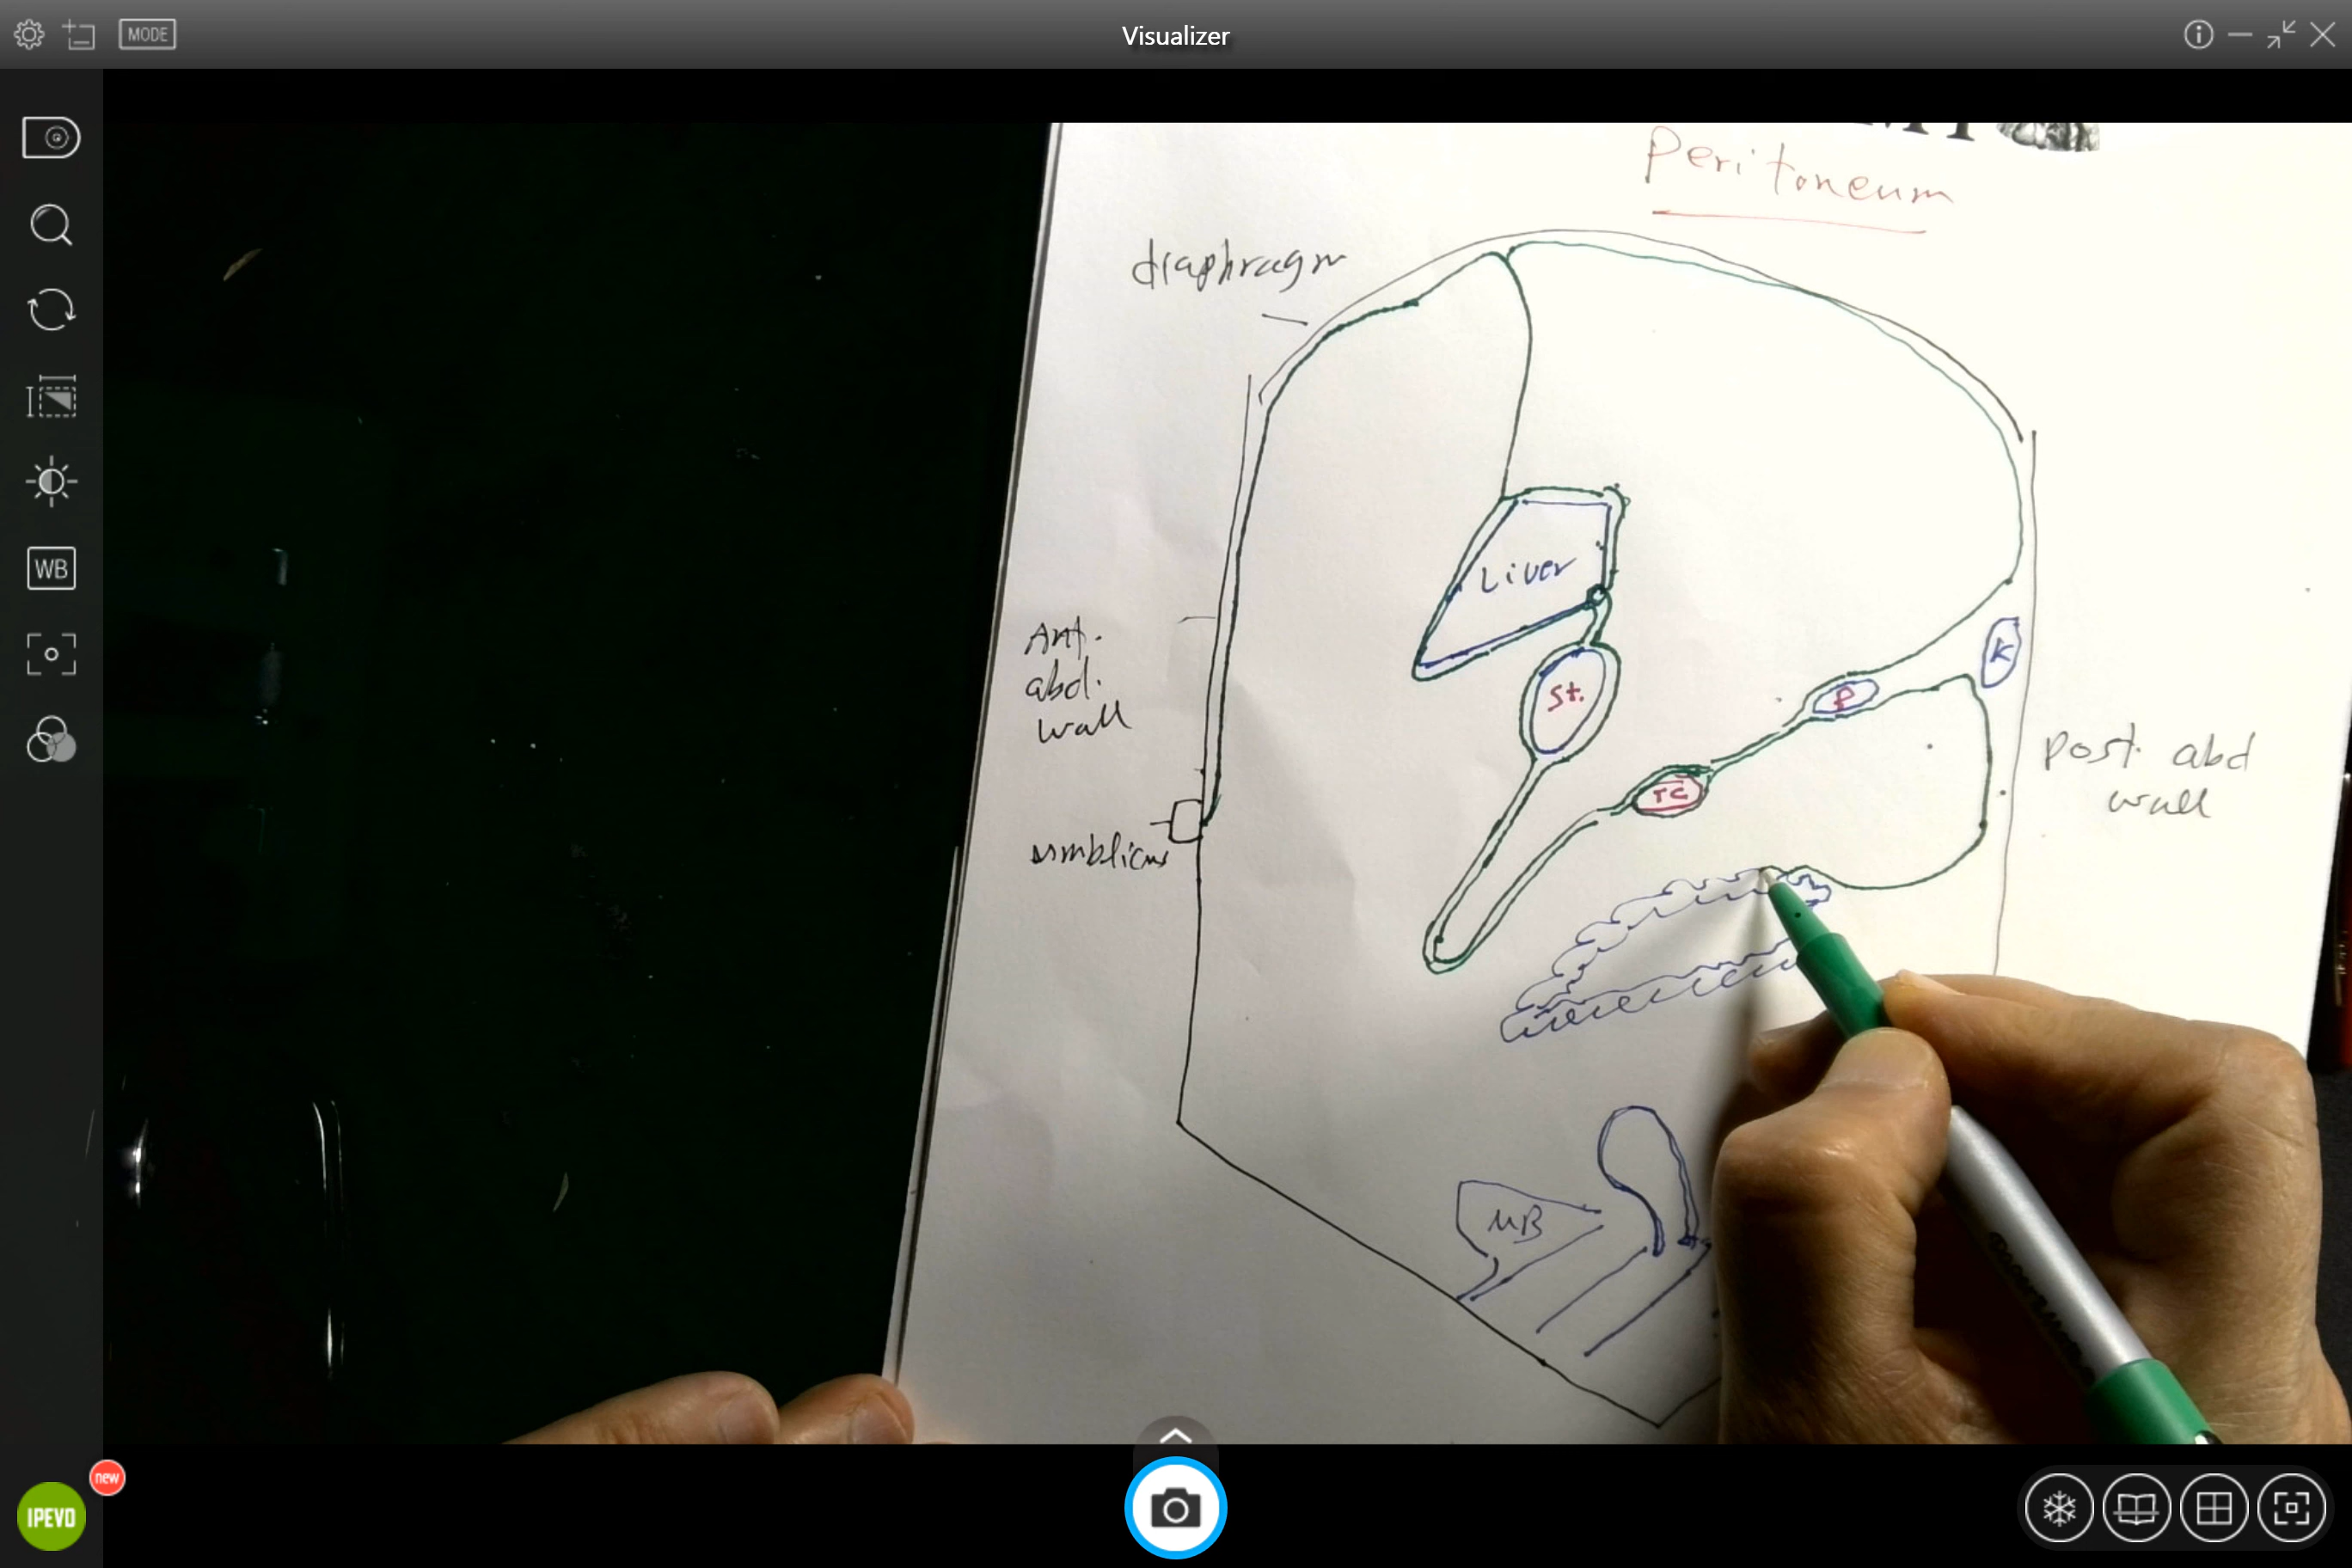 MODE
Visualizer
Peritoneum
diaphragm
WB
Liver
Ant.
abd.
wall
K
St.
P
TC
post. abd
wall
umblicus
UB
new
IPEVO